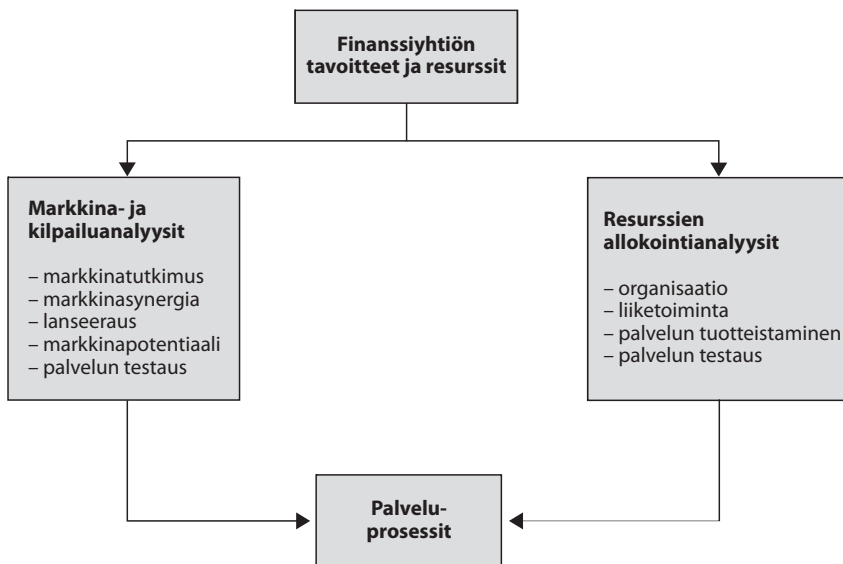 Finanssiyhtiön
tavoitteet ja resurssit
Markkina- ja
kilpailuanalyysit
– markkinatutkimus
– markkinasynergia
– lanseeraus
– markkinapotentiaali
– palvelun testaus
Resurssien
allokointianalyysit
– organisaatio
– liiketoiminta
– palvelun tuotteistaminen
– palvelun testaus
Palvelu-
prosessit